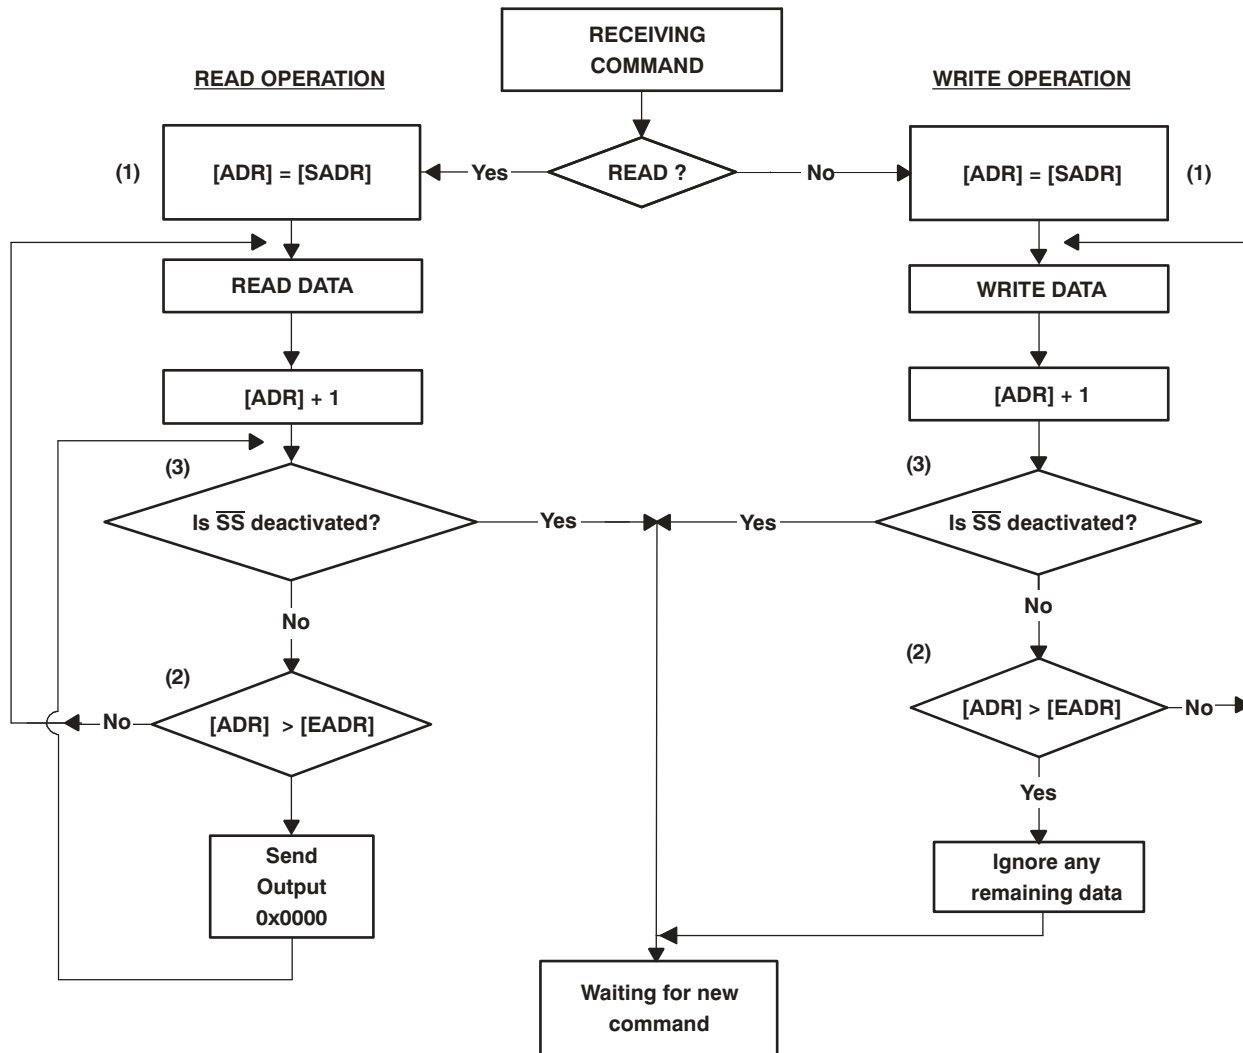 RECEIVING
COMMAND
READ OPERATION
WRITE OPERATION
(1)
[ADR] = [SADR]
Yes
READ ?
No
[ADR] = [SADR]
(1)
READ DATA
WRITE DATA
[ADR] + 1
[ADR] + 1
(3)
(3)
Is S̅S̅ deactivated?
Yes
Yes
Is S̅S̅ deactivated?
No
No
(2)
(2)
No
[ADR] > [EADR]
[ADR] > [EADR]
No
Yes
Send
Output
0x0000
Ignore any
remaining data
Waiting for new
command